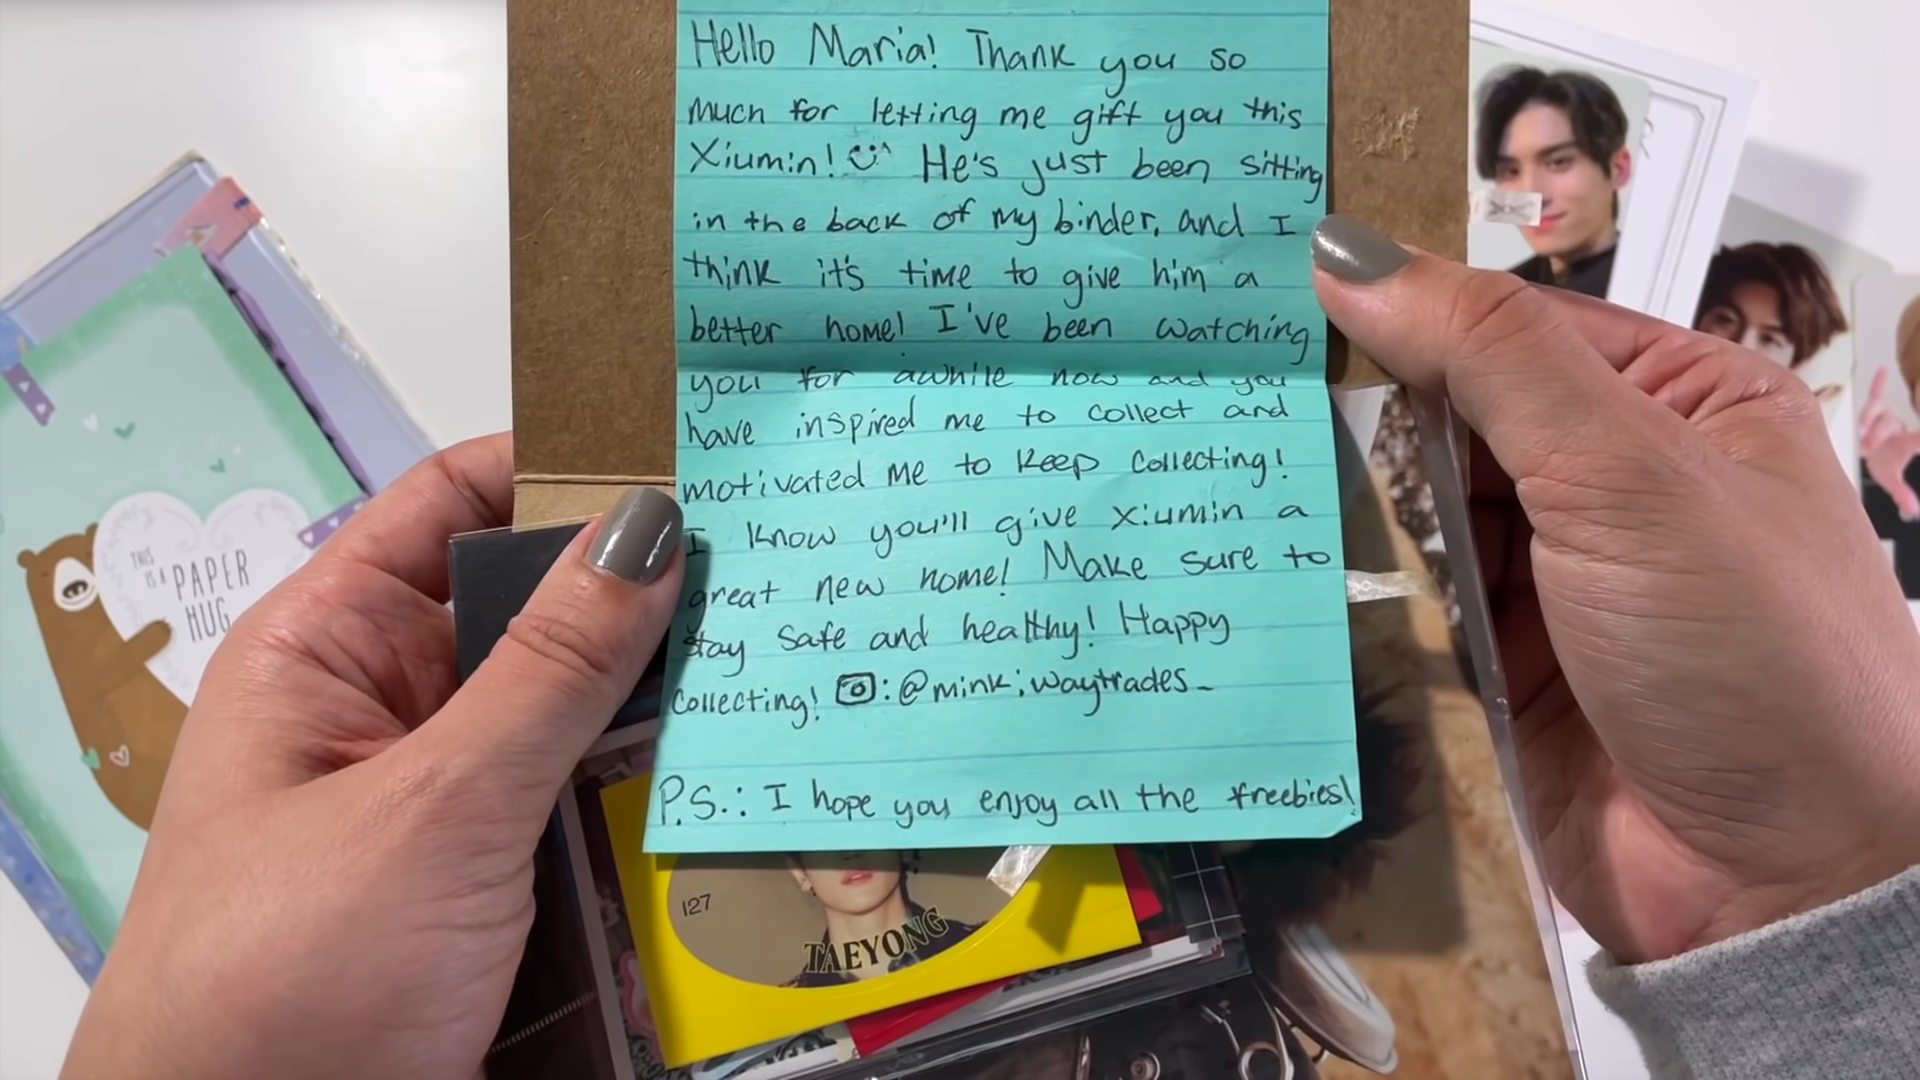 Hello Maria! Thank you so
much for letting me gift you this
Xiumin! He's just been sitting
in the back of my binder, and I
think it's time to give him a
better home! I've been watching
you for awhile now and you
have inspired me to collect and
motivated me to keep collecting!
I know you'll give xiumin a
great new home! Make sure to
stay safe and healthy! Happy
collecting! : @mink;waytrades_
P.S.: I hope you enjoy all the freebies!
THIS
IS A PAPER
HUG
127
TAEYONG